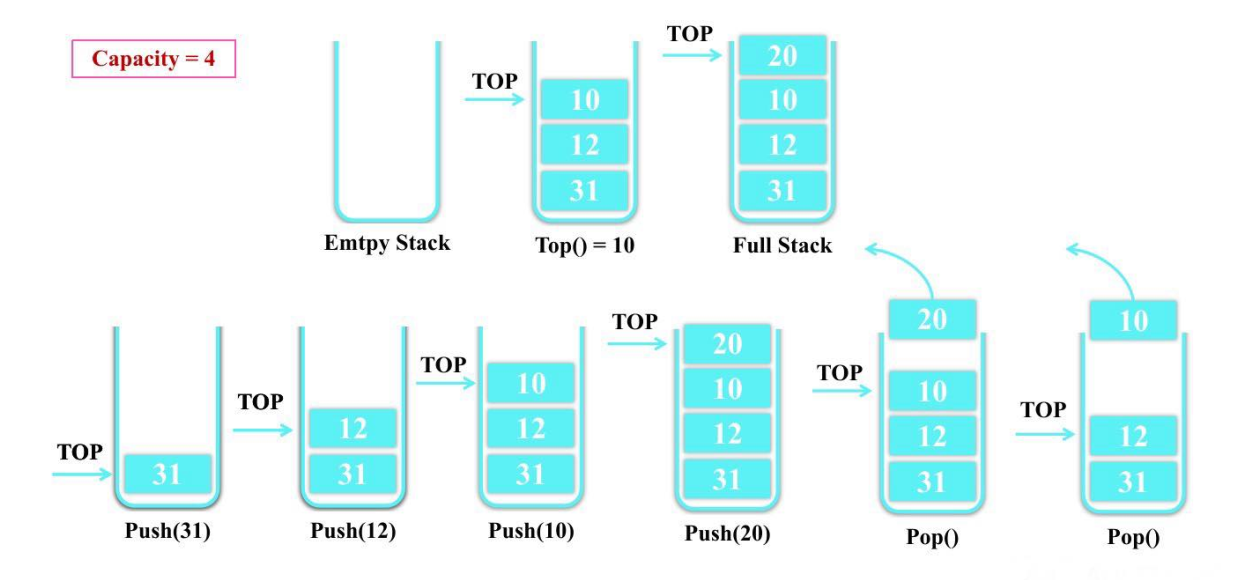 Capacity = 4
TOP
10
12
31
TOP
20
10
12
31
Emtpy Stack
Top() = 10
Full Stack
TOP
31
TOP
12
31
TOP
10
12
31
TOP
20
10
12
31
20
TOP
10
12
31
10
TOP
12
31
Push(31)
Push(12)
Push(10)
Push(20)
Pop()
Pop()